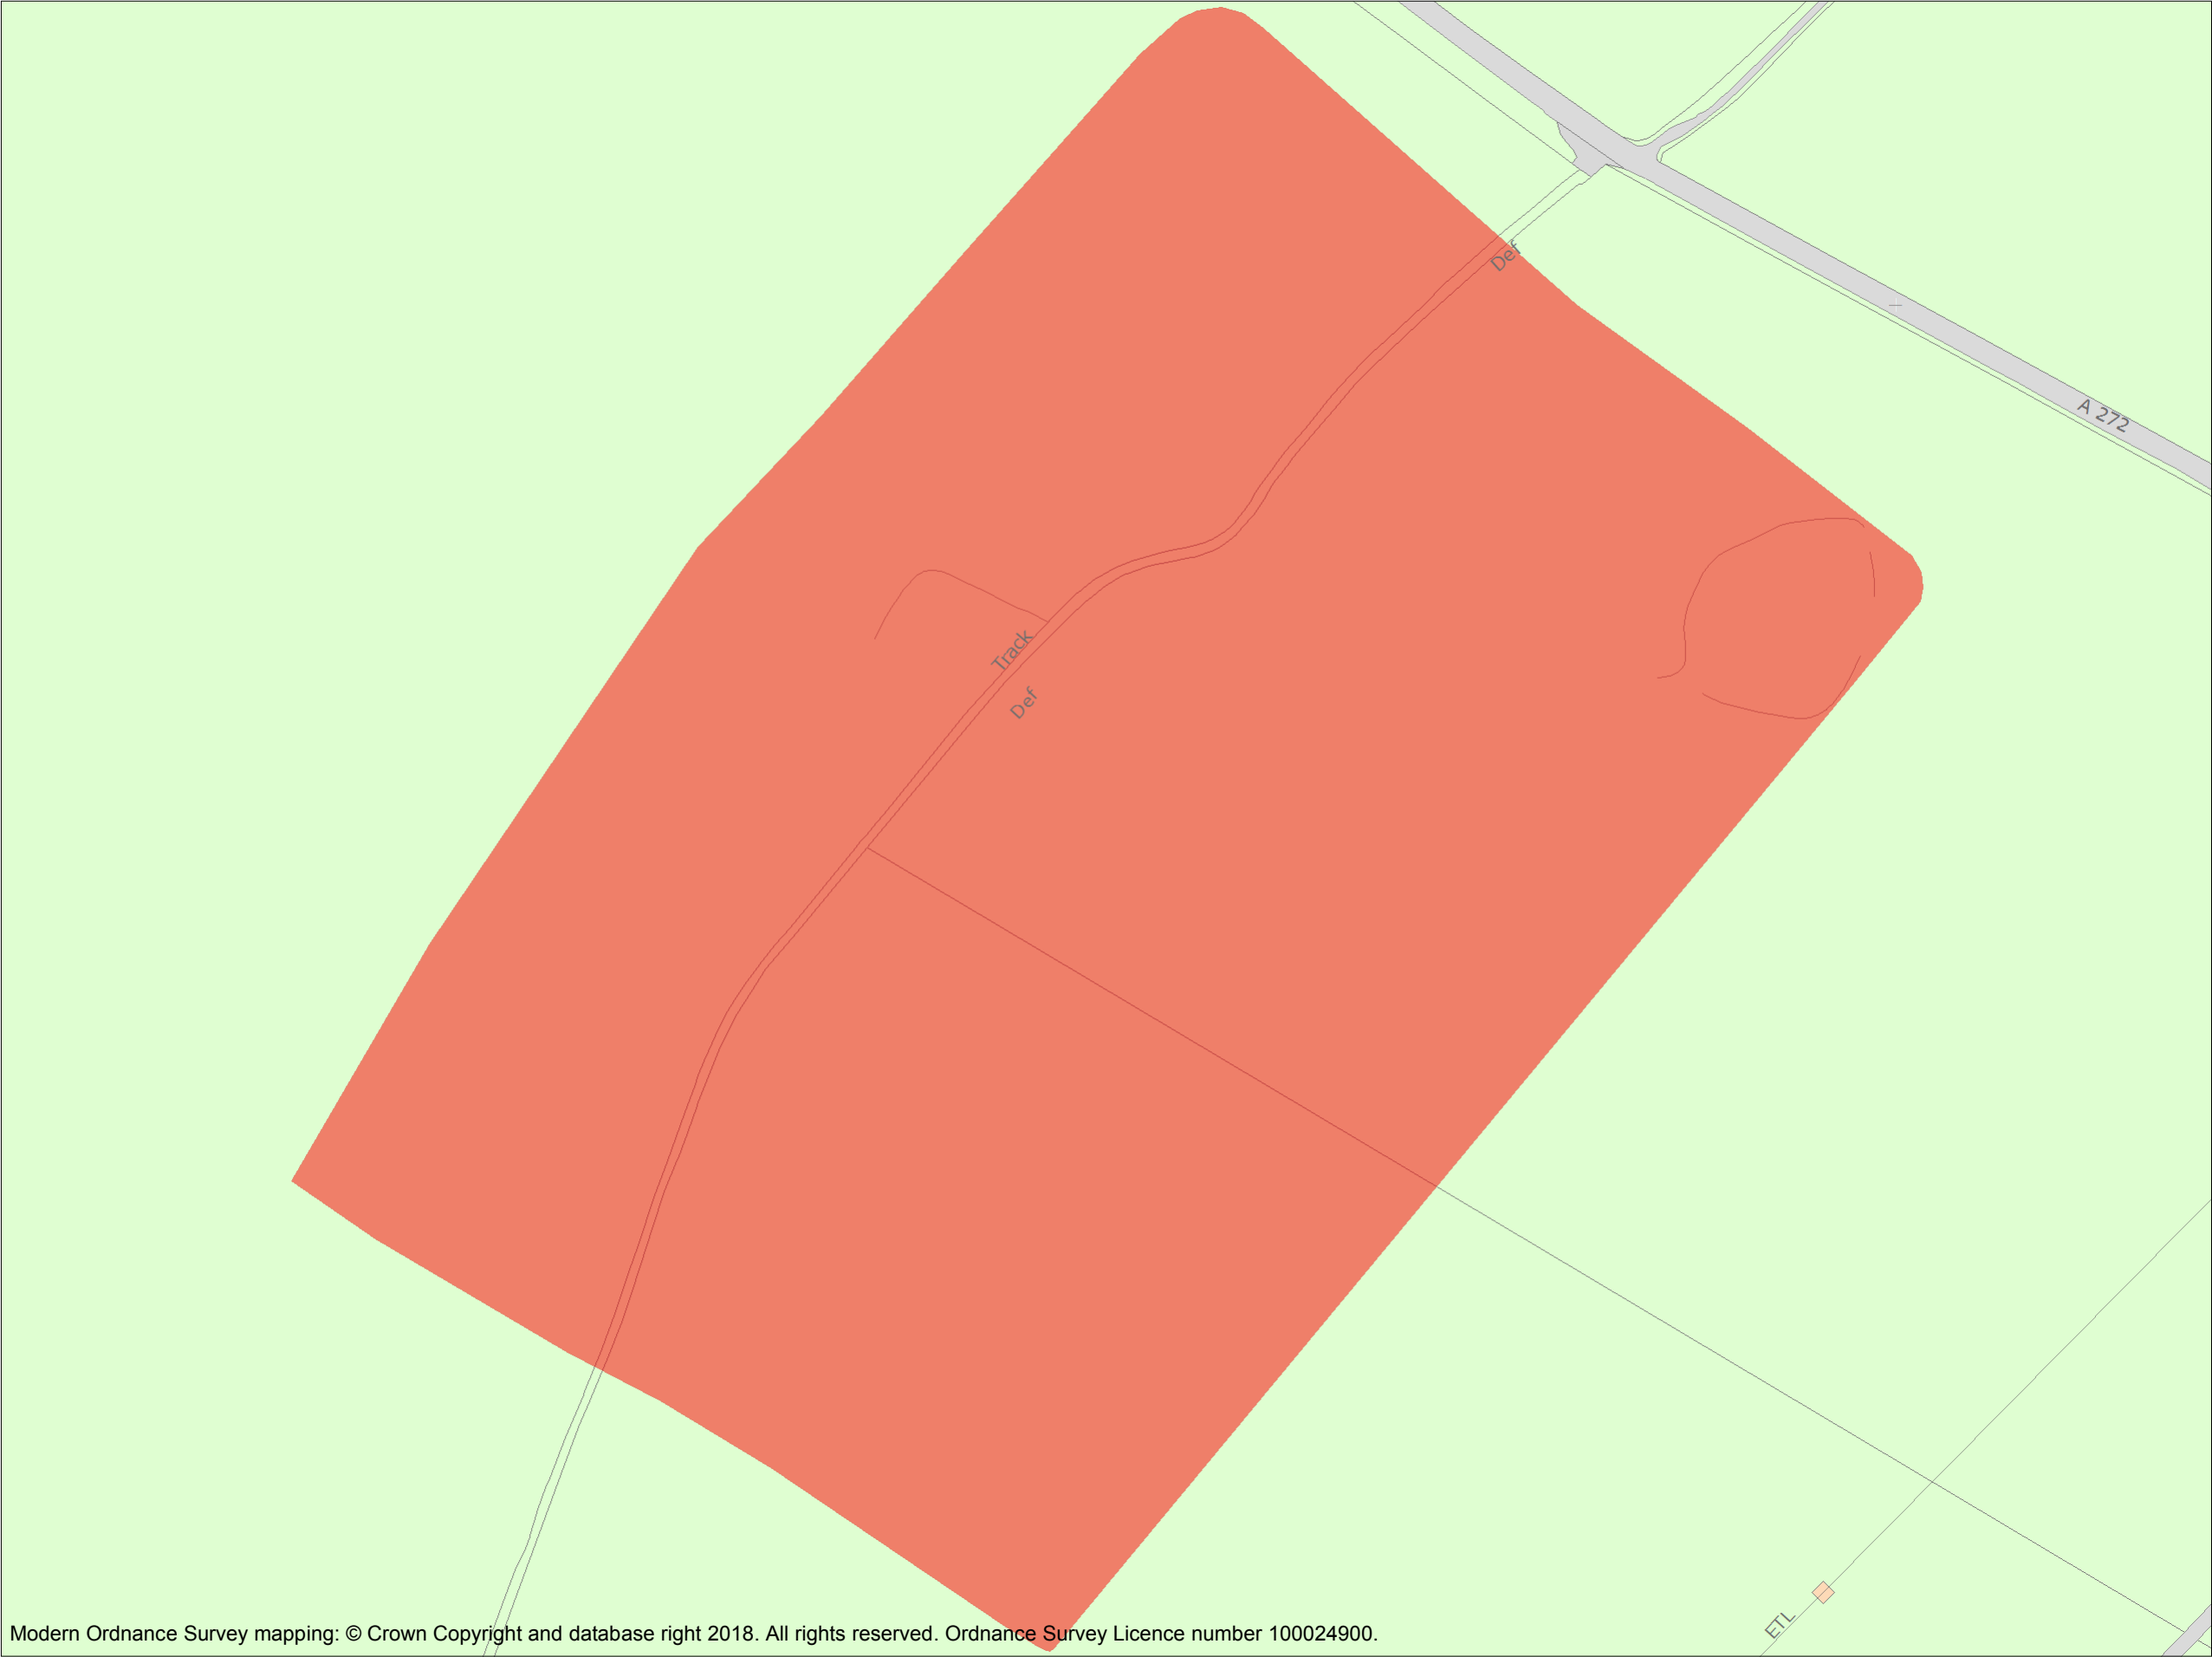 Def
A 272
Track
Def
ETL
Modern Ordnance Survey mapping: © Crown Copyright and database right 2018. All rights reserved. Ordnance Survey Licence number 100024900.